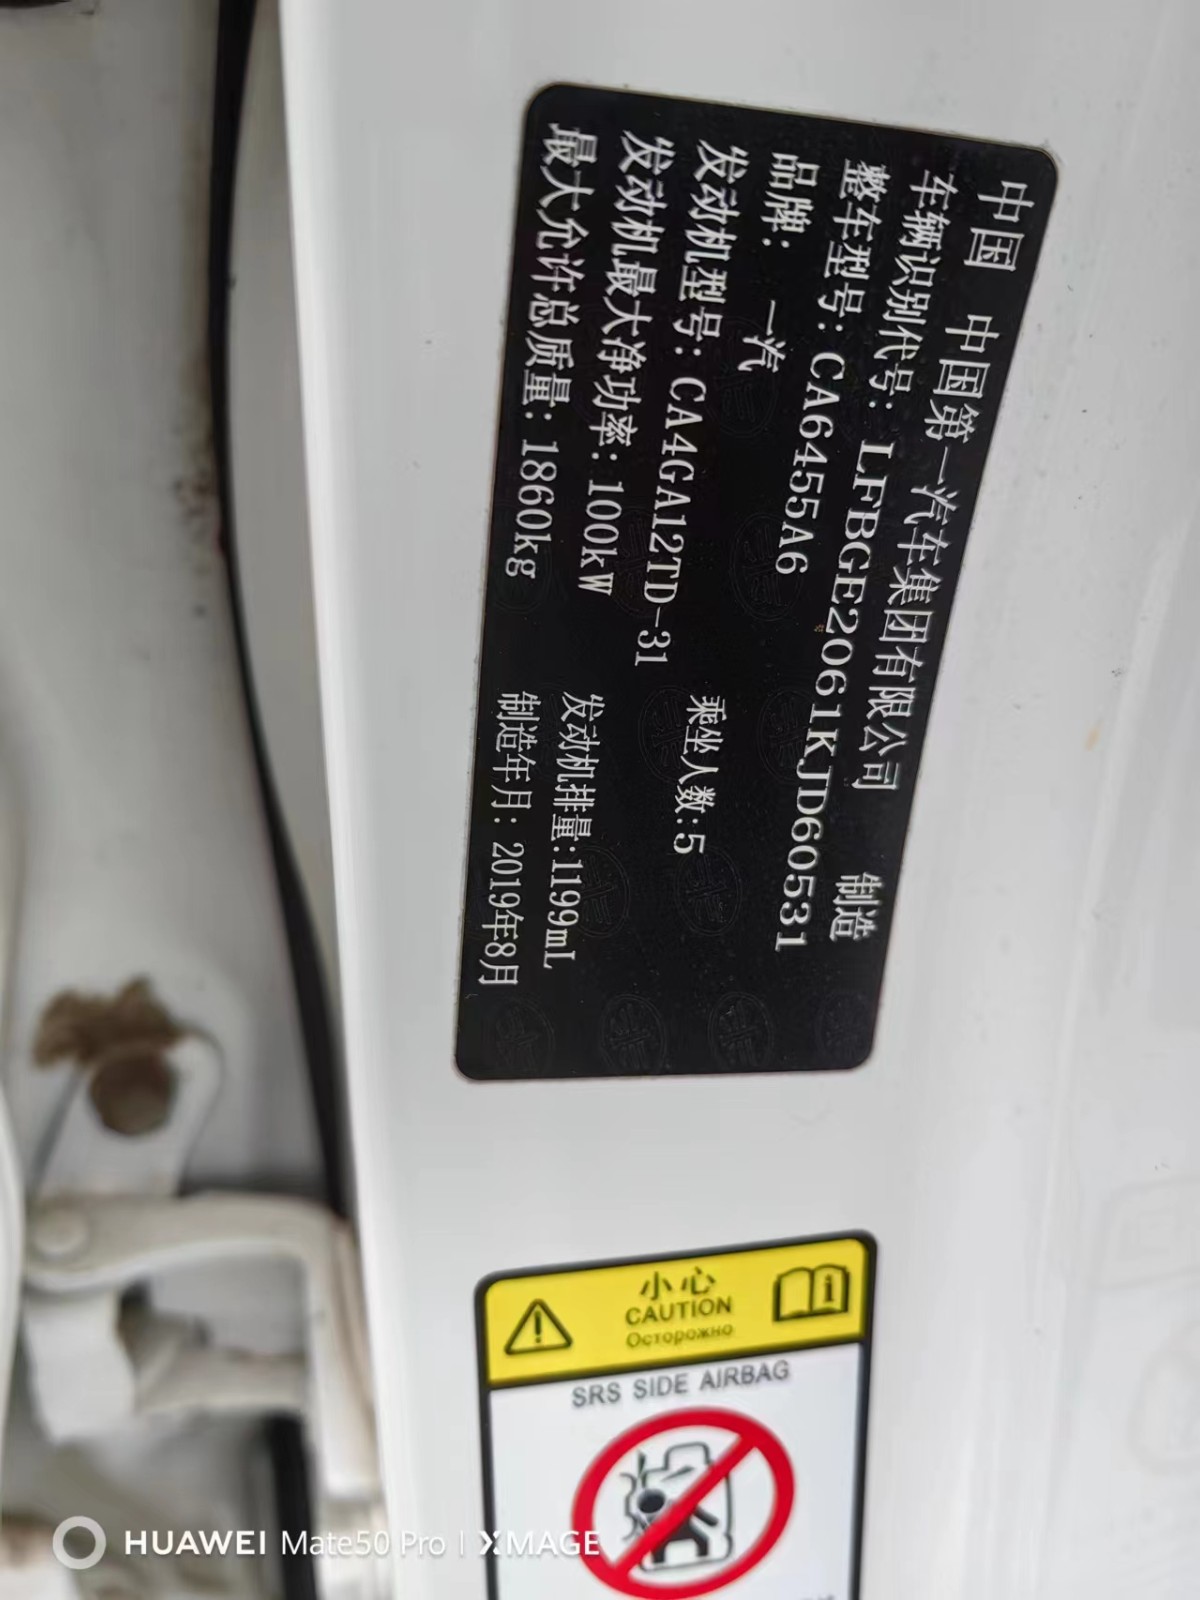 中国 中国第一汽车集团有限公司 制造
车辆识别代号: LFBGE2061KJD60531
整车型号: CA6455A6
品牌: 一汽 乘坐人数:5
发动机型号: CA4GA12TD-31
发动机最大净功率: 100kW 发动机排量:1199mL
最大允许总质量: 1860kg 制造年月: 2019年8月
小心
CAUTION
Осторожно
SRS SIDE AIRBAG
HUAWEI Mate50 Pro | XMAGE